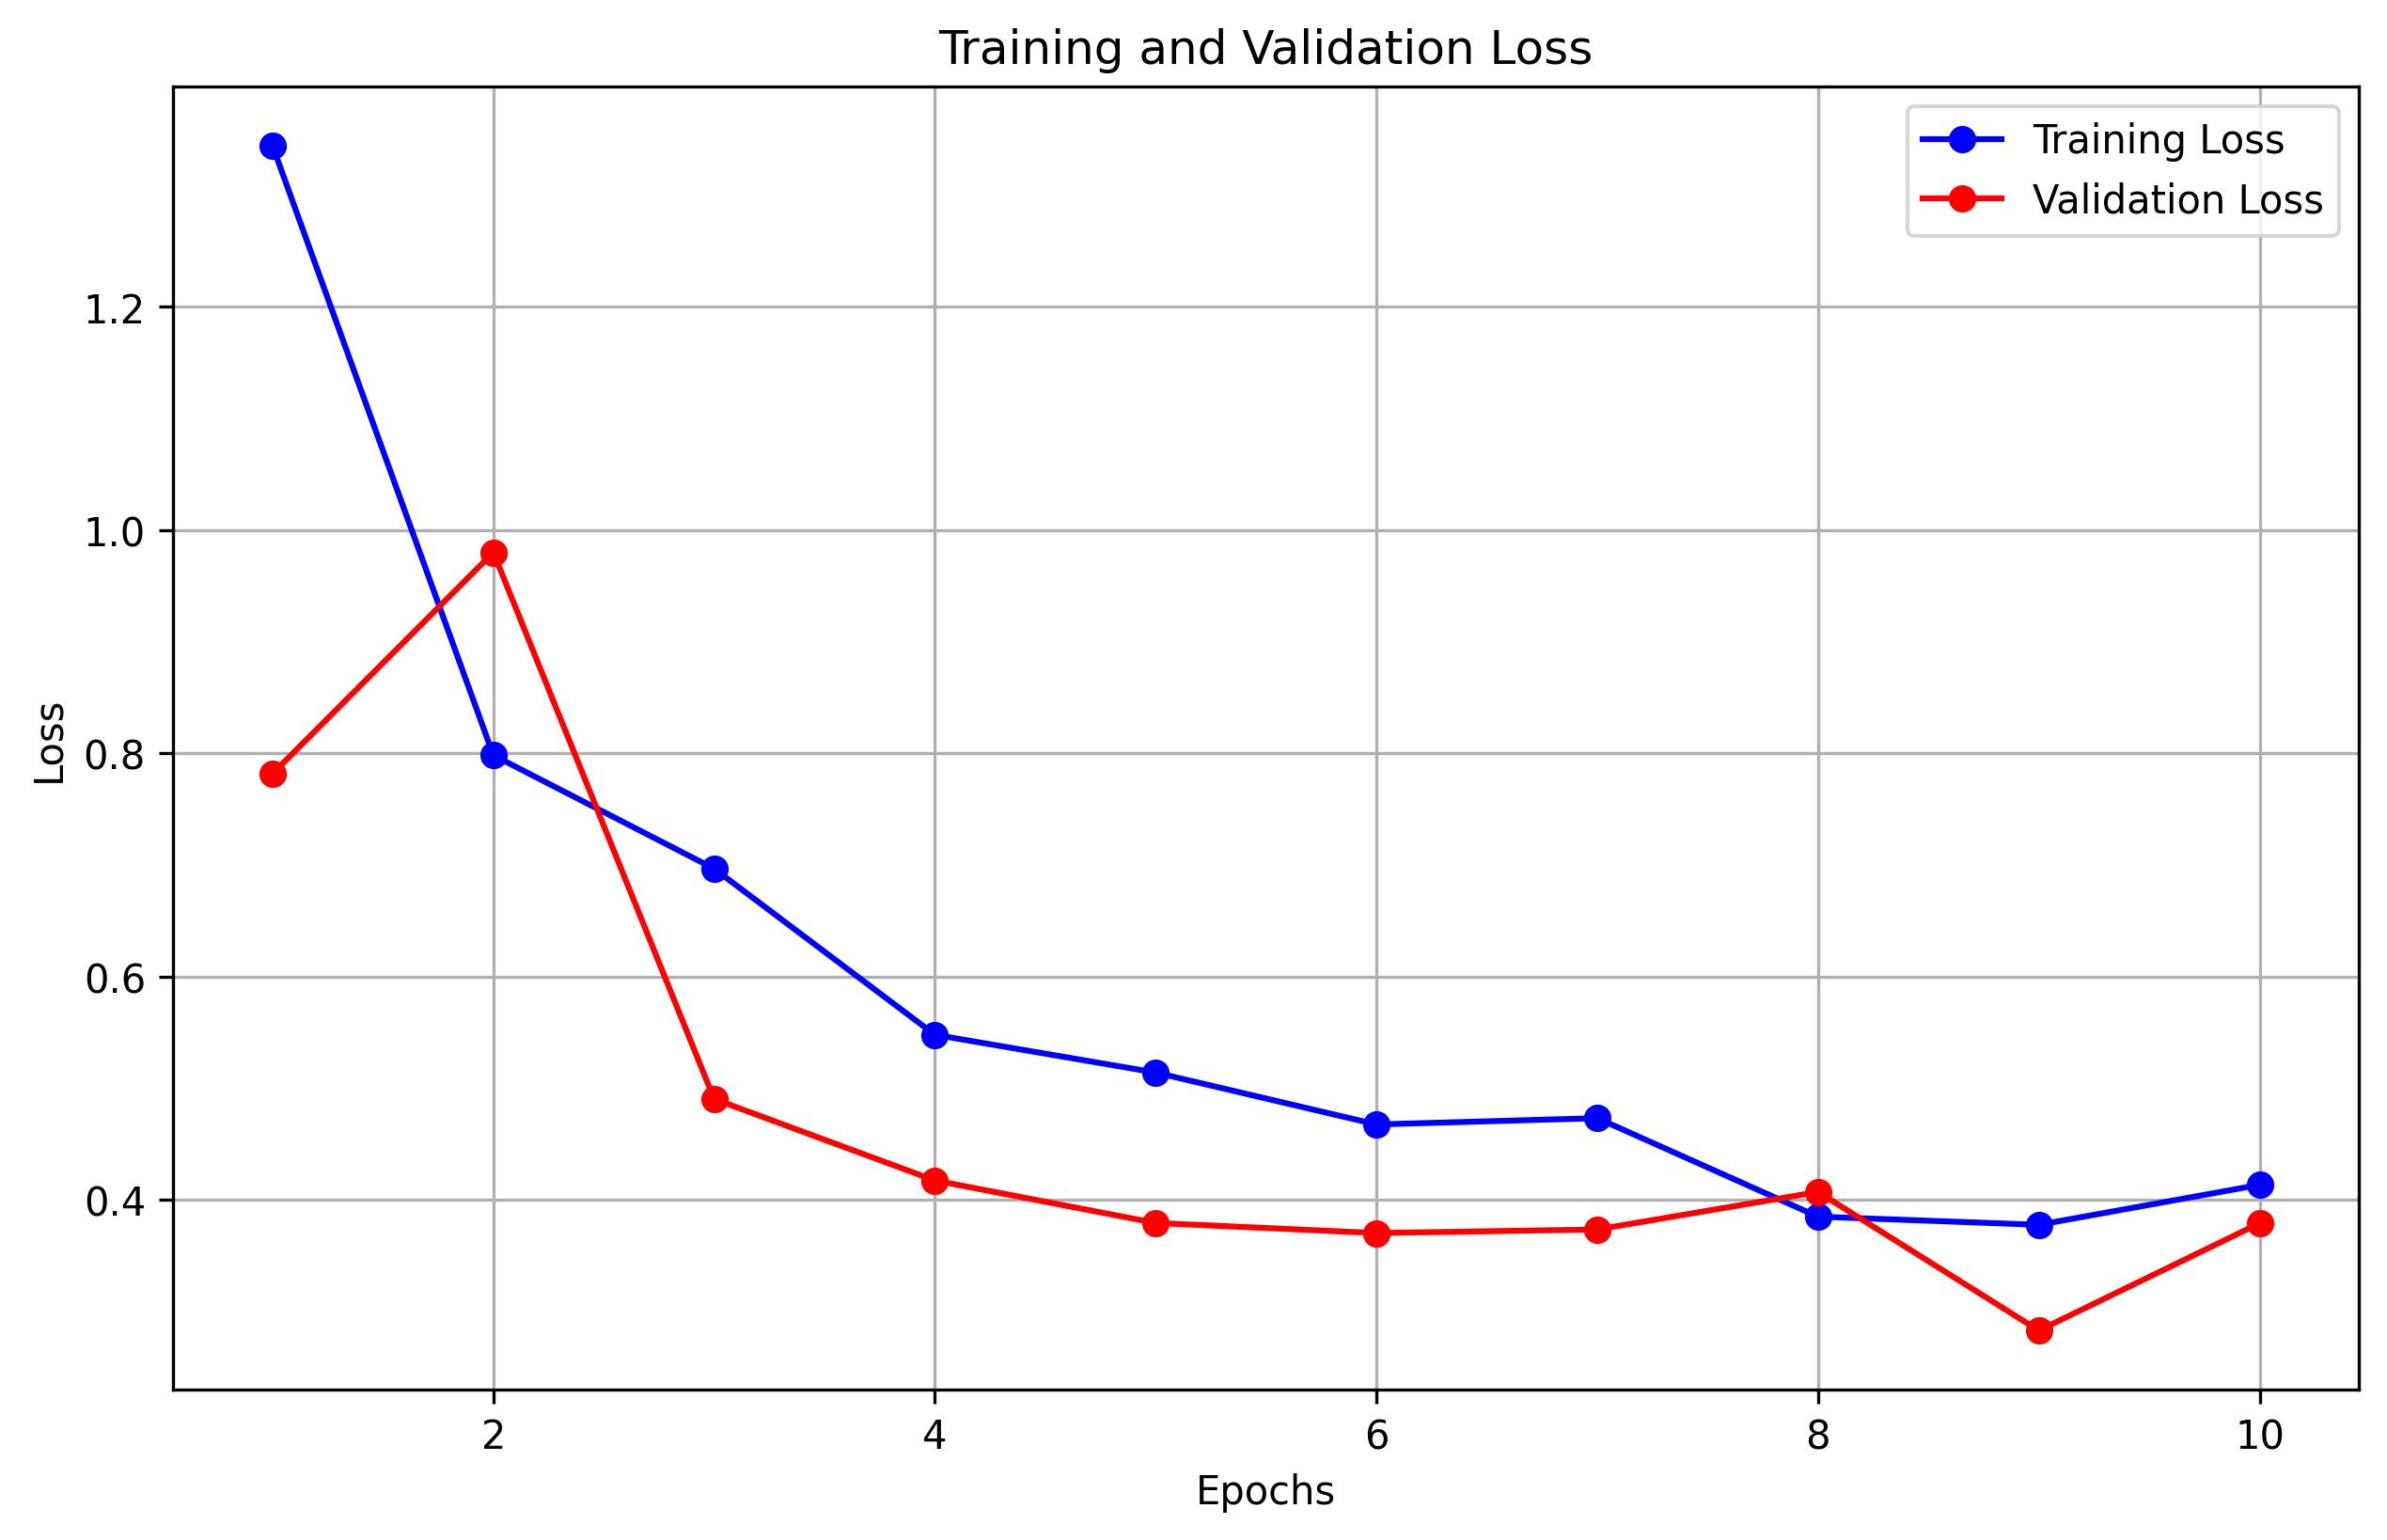 Training and Validation Loss
Training Loss
Validation Loss
1.2
1.0
0.8
0.6
0.4
Loss
2 4 6 8 10
Epochs